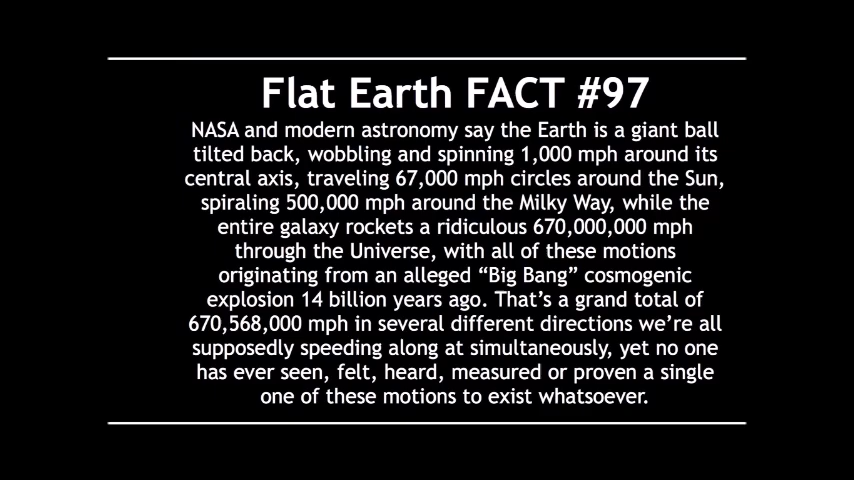 Flat Earth FACT #97
NASA and modern astronomy say the Earth is a giant ball
tilted back, wobbling and spinning 1,000 mph around its
central axis, traveling 67,000 mph circles around the Sun,
spiraling 500,000 mph around the Milky Way, while the
entire galaxy rockets a ridiculous 670,000,000 mph
through the Universe, with all of these motions
originating from an alleged “Big Bang” cosmogenic
explosion 14 billion years ago. That’s a grand total of
670,568,000 mph in several different directions we’re all
supposedly speeding along at simultaneously, yet no one
has ever seen, felt, heard, measured or proven a single
one of these motions to exist whatsoever.